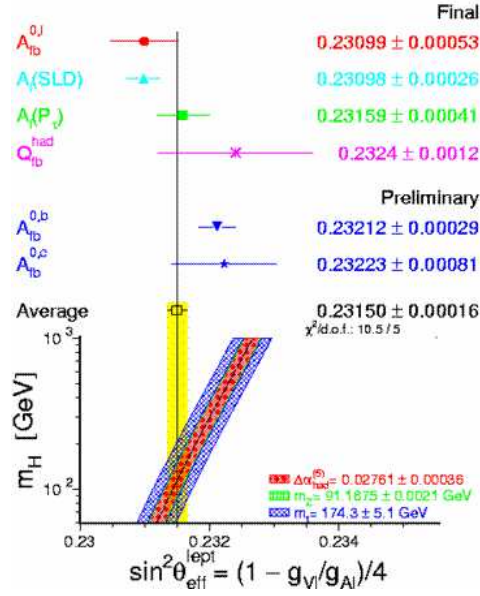 Final
A_fb^0,l 0.23099 ± 0.00053
A_l(SLD) 0.23098 ± 0.00026
A_l(P_τ) 0.23159 ± 0.00041
Q_fb^had 0.2324 ± 0.0012
Preliminary
A_fb^0,b 0.23212 ± 0.00029
A_fb^0,c 0.23223 ± 0.00081
Average 0.23150 ± 0.00016
χ²/d.o.f.: 10.5 / 5
10^3
m_H [GeV]
10^2
Δα_had^(5) = 0.02761 ± 0.00036
m_Z = 91.1875 ± 0.0021 GeV
m_t = 174.3 ± 5.1 GeV
0.23 0.232 0.234
sin²θ_eff^lept = (1 - g_Vl/g_Al)/4